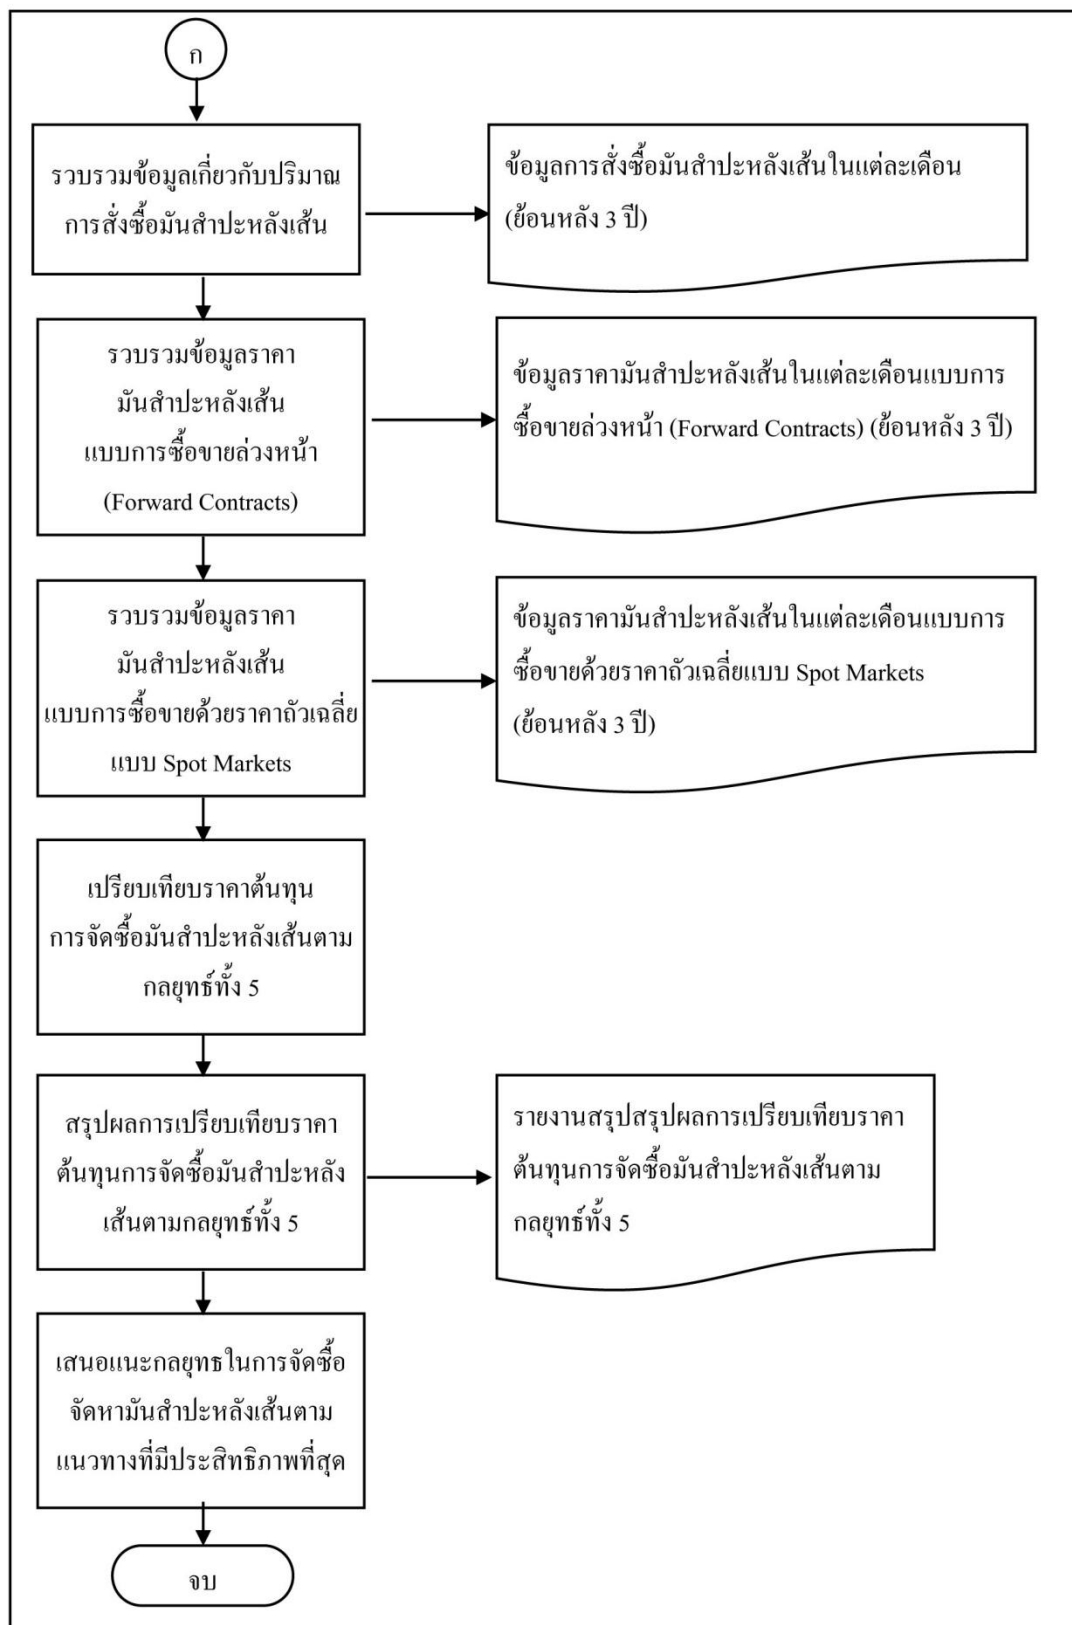 ก
รวบรวมข้อมูลเกี่ยวกับปริมาณ
การสั่งซื้อมันสำปะหลังเส้น
ข้อมูลการสั่งซื้อมันสำปะหลังเส้นในแต่ละเดือน
(ย้อนหลัง 3 ปี)
รวบรวมข้อมูลราคา
มันสำปะหลังเส้น
แบบการซื้อขายล่วงหน้า
(Forward Contracts)
ข้อมูลราคามันสำปะหลังเส้นในแต่ละเดือนแบบการ
ซื้อขายล่วงหน้า (Forward Contracts) (ย้อนหลัง 3 ปี)
รวบรวมข้อมูลราคา
มันสำปะหลังเส้น
แบบการซื้อขายด้วยราคาถัวเฉลี่ย
แบบ Spot Markets
ข้อมูลราคามันสำปะหลังเส้นในแต่ละเดือนแบบการ
ซื้อขายด้วยราคาถัวเฉลี่ยแบบ Spot Markets
(ย้อนหลัง 3 ปี)
เปรียบเทียบราคาต้นทุน
การจัดซื้อมันสำปะหลังเส้นตาม
กลยุทธ์ทั้ง 5
สรุปผลการเปรียบเทียบราคา
ต้นทุนการจัดซื้อมันสำปะหลัง
เส้นตามกลยุทธ์ทั้ง 5
รายงานสรุปสรุปผลการเปรียบเทียบราคา
ต้นทุนการจัดซื้อมันสำปะหลังเส้นตาม
กลยุทธ์ทั้ง 5
เสนอแนะกลยุทธในการจัดซื้อ
จัดหามันสำปะหลังเส้นตาม
แนวทางที่มีประสิทธิภาพที่สุด
จบ